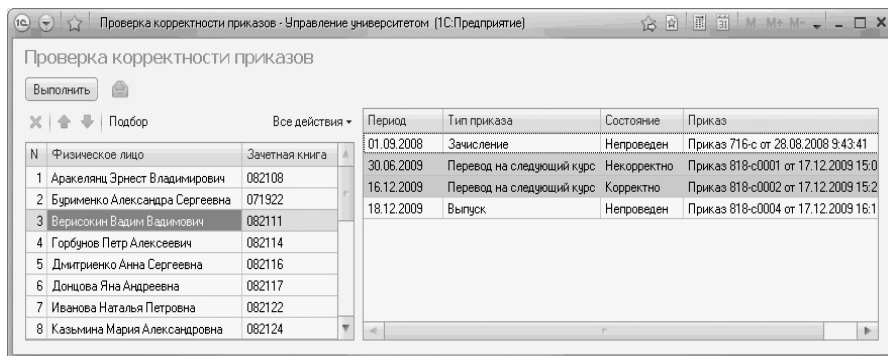 Проверка корректности приказов - Управление университетом (1С:Предприятие)
M M+ M-
Проверка корректности приказов
Выполнить
Подбор Все действия
N Физическое лицо Зачетная книга
1 Аракелянц Эрнест Владимирович 082108
2 Бурименко Александра Сергеевна 071922
3 Верисокин Вадим Вадимович 082111
4 Горбунов Петр Алексеевич 082114
5 Дмитриенко Анна Сергеевна 082116
6 Донцова Яна Андреевна 082117
7 Иванова Наталья Петровна 082122
8 Казьмина Мария Александровна 082124
Период Тип приказа Состояние Приказ
01.09.2008 Зачисление Непроведен Приказ 716-с от 28.08.2008 9:43:41
30.06.2009 Перевод на следующий курс Некорректно Приказ 818-с0001 от 17.12.2009 15:0
16.12.2009 Перевод на следующий курс Корректно Приказ 818-с0002 от 17.12.2009 15:2
18.12.2009 Выпуск Непроведен Приказ 818-с0004 от 17.12.2009 16:1